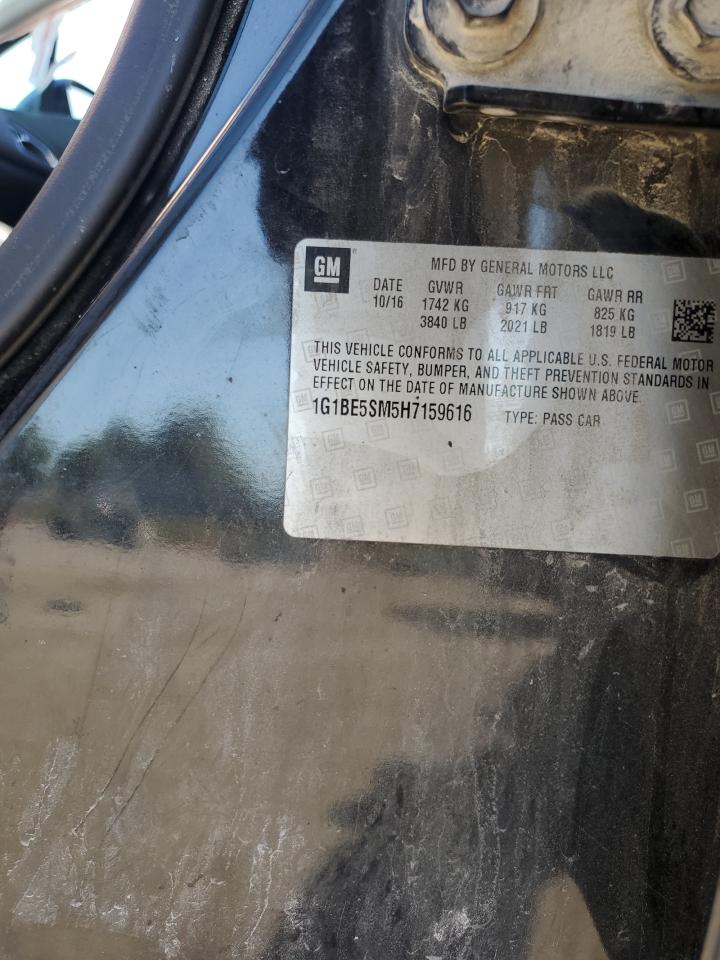 GM
MFD BY GENERAL MOTORS LLC
DATE GVWR GAWR FRT GAWR RR
10/16 1742 KG 917 KG 825 KG
3840 LB 2021 LB 1819 LB
THIS VEHICLE CONFORMS TO ALL APPLICABLE U.S. FEDERAL MOTOR
VEHICLE SAFETY, BUMPER, AND THEFT PREVENTION STANDARDS IN
EFFECT ON THE DATE OF MANUFACTURE SHOWN ABOVE.
1G1BE5SM5H7159616 TYPE: PASS CAR